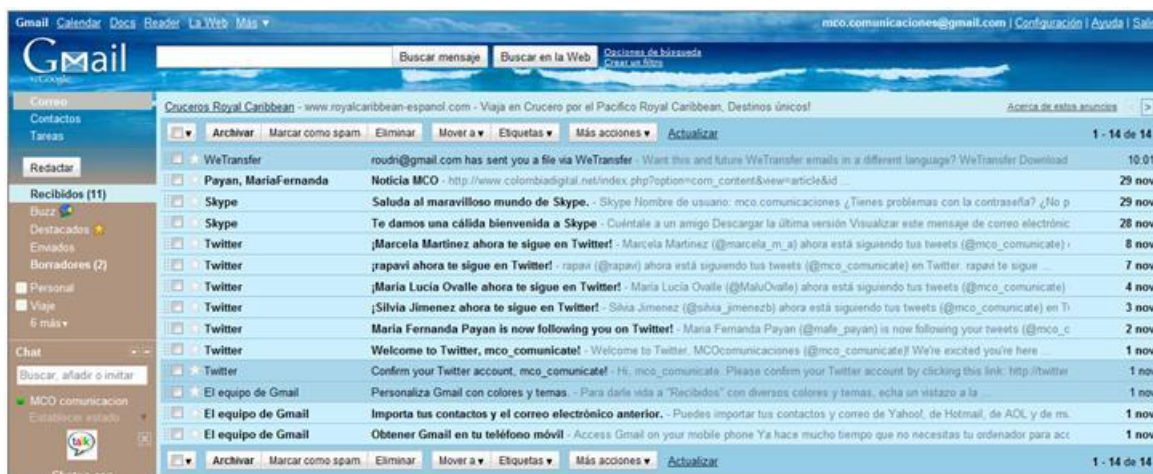 Gmail Calendar Docs Reader La Web Más ▾ mco.comunicaciones@gmail.com | Configuración | Ayuda | Salir
Gmail
by Google
Buscar mensaje Buscar en la Web Opciones de búsqueda
Crear un filtro
Correo
Contactos
Tareas
Redactar
Recibidos (11)
Buzz
Destacados
Enviados
Borradores (2)
Personal
Viaje
6 más ▾
Chat
Buscar, añadir o invitar
MCO comunicacion
Establecer estado
talk
Cruceros Royal Caribbean - www.royalcaribbean-espanol.com - Viaja en Crucero por el Pacifico Royal Caribbean, Destinos únicos! Acerca de estos anuncios < >
Archivar Marcar como spam Eliminar Mover a ▾ Etiquetas ▾ Más acciones ▾ Actualizar 1 - 14 de 14
WeTransfer roudri@gmail.com has sent you a file via WeTransfer - Want this and future WeTransfer emails in a different language? WeTransfer Download 10:01
Payan, MariaFernanda Noticia MCO - http://www.colombiadigital.net/index.php?option=com_content&view=article&id ... 29 nov
Skype Saluda al maravilloso mundo de Skype. - Skype Nombre de usuario: mco.comunicaciones ¿Tienes problemas con la contraseña? ¿No p 29 nov
Skype Te damos una cálida bienvenida a Skype - Cuéntale a un amigo Descargar la última versión Visualizar este mensaje de correo electrónic 28 nov
Twitter ¡Marcela Martinez ahora te sigue en Twitter! - Marcela Martinez (@marcela_m_a) ahora está siguiendo tus tweets (@mco_comunicate) 8 nov
Twitter ¡rapavi ahora te sigue en Twitter! - rapavi (@rapavi) ahora está siguiendo tus tweets (@mco_comunicate) en Twitter. rapavi te sigue ... 7 nov
Twitter ¡Maria Lucia Ovalle ahora te sigue en Twitter! - Maria Lucia Ovalle (@MaluOvalle) ahora está siguiendo tus tweets (@mco_comunicate) 4 nov
Twitter ¡Silvia Jimenez ahora te sigue en Twitter! - Silvia Jimenez (@silvia_jimenezb) ahora está siguiendo tus tweets (@mco_comunicate) en T 3 nov
Twitter Maria Fernanda Payan is now following you on Twitter! - Maria Fernanda Payan (@mafe_payan) is now following your tweets (@mco_c 2 nov
Twitter Welcome to Twitter, mco_comunicate! - Welcome to Twitter, MCOcomunicaciones (@mco_comunicate)! We're excited you're here ... 1 nov
Twitter Confirm your Twitter account, mco_comunicate! - Hi, mco_comunicate. Please confirm your Twitter account by clicking this link: http://twitter 1 nov
El equipo de Gmail Personaliza Gmail con colores y temas. - Para darle vida a "Recibidos" con diversos colores y temas, echa un vistazo a la ... 1 nov
El equipo de Gmail Importa tus contactos y el correo electrónico anterior. - Puedes importar tus contactos y correo de Yahoo!, de Hotmail, de AOL y de mu 1 nov
El equipo de Gmail Obtener Gmail en tu teléfono móvil - Access Gmail on your mobile phone Ya hace mucho tiempo que no necesitas tu ordenador para acc 1 nov
Archivar Marcar como spam Eliminar Mover a ▾ Etiquetas ▾ Más acciones ▾ Actualizar 1 - 14 de 14